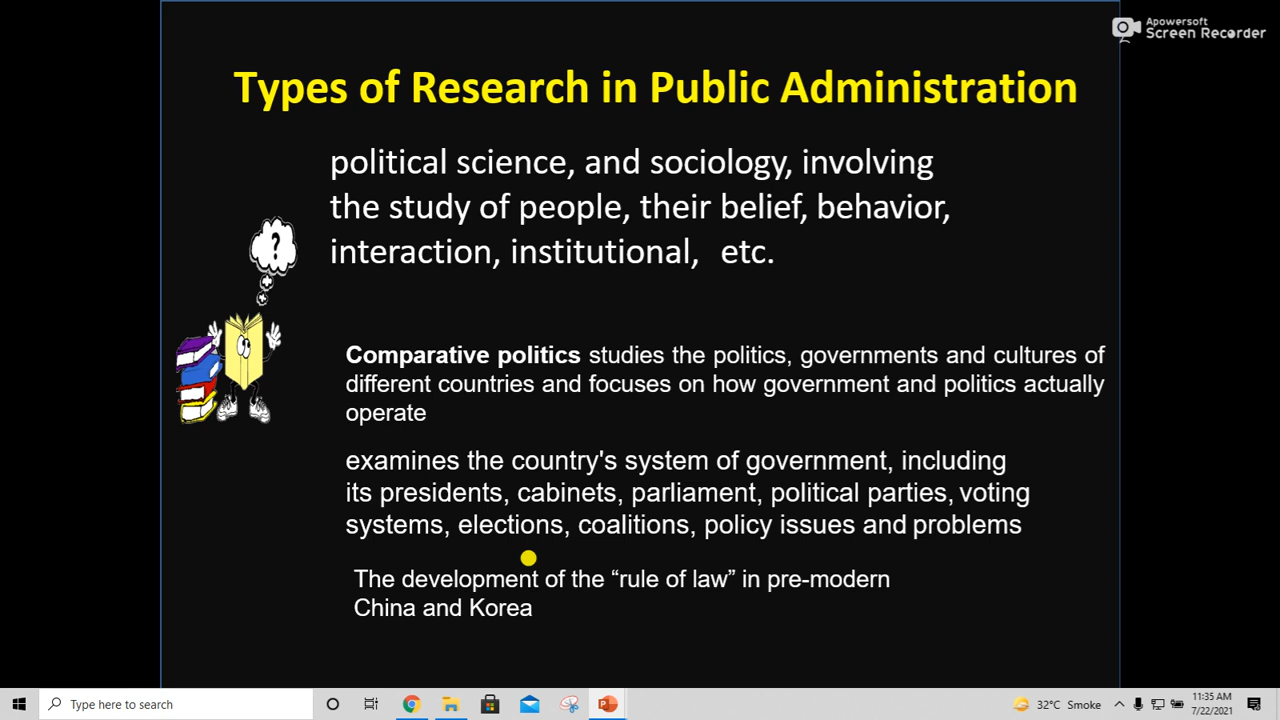 Apowersoft
Screen Recorder
Types of Research in Public Administration
political science, and sociology, involving
the study of people, their belief, behavior,
interaction, institutional, etc.
?
Comparative politics studies the politics, governments and cultures of
different countries and focuses on how government and politics actually
operate
examines the country's system of government, including
its presidents, cabinets, parliament, political parties, voting
systems, elections, coalitions, policy issues and problems
The development of the “rule of law” in pre-modern
China and Korea
Type here to search
32°C Smoke
11:35 AM
7/22/2021